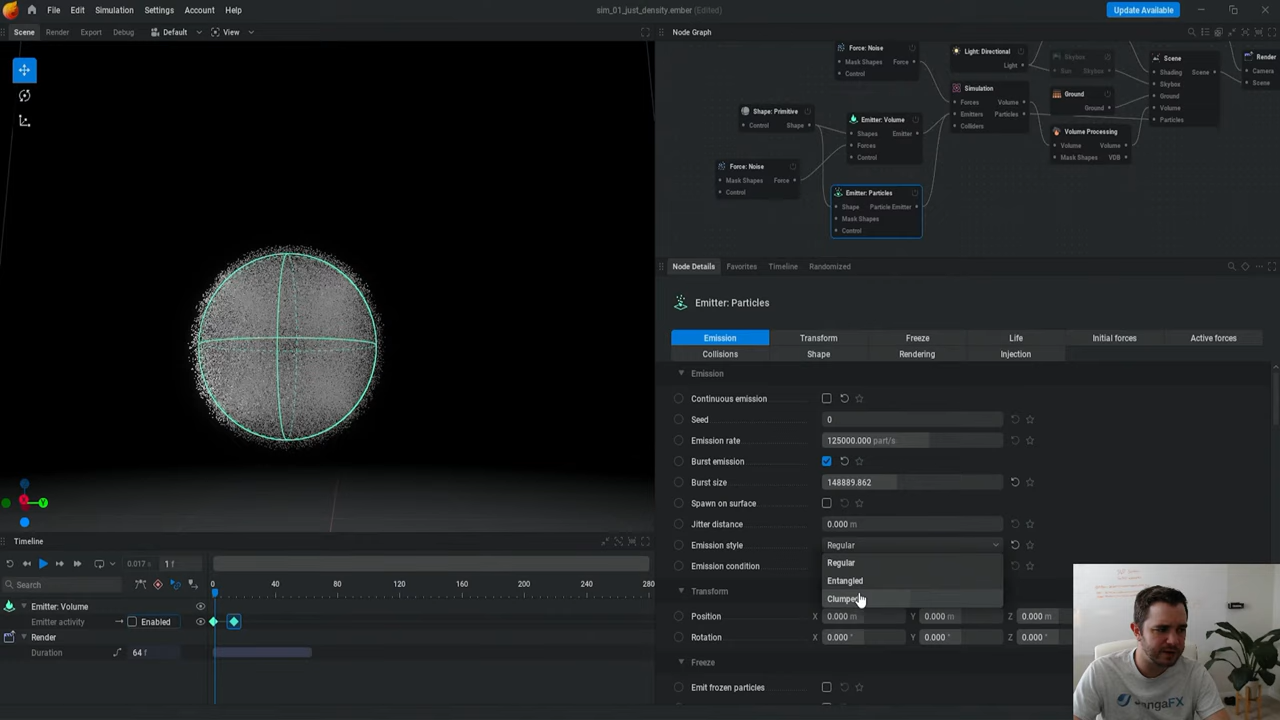 File Edit Simulation Settings Account Help
sim_01_just_density.ember (Edited)
Update Available
Scene Render Export Debug Default View
Node Graph
Force: Noise
Mask Shapes Force
Control
Light: Directional
Light
Skybox
Sun Skybox
Scene
Shading Scene
Skybox
Ground
Volume
Particles
Render
Camera
Scene
Simulation
Forces Volume
Emitters Particles
Colliders
Ground
Ground
Shape: Primitive
Control Shape
Emitter: Volume
Shapes Emitter
Forces
Control
Volume Processing
Volume Volume
Mask Shapes VDB
Force: Noise
Mask Shapes Force
Control
Emitter: Particles
Shape Particle Emitter
Mask Shapes
Control
Node Details Favorites Timeline Randomized
Emitter: Particles
Emission Transform Freeze Life Initial forces Active forces
Collisions Shape Rendering Injection
Emission
Continuous emission
Seed 0
Emission rate 125000.000 part/s
Burst emission
Burst size 148889.862
Spawn on surface
Jitter distance 0.000 m
Emission style Regular
Regular
Emission condition
Entangled
Transform
Clumped
Position X 0.000 m Y 0.000 m Z 0.000 m
Rotation X 0.000 ° Y 0.000 ° Z 0.000 °
Freeze
Emit frozen particles
Y
Timeline
0.017 s 1 f
Search
0 40 80 120 160 200 240 280
Emitter: Volume
Emitter activity Enabled
Render
Duration 64 f